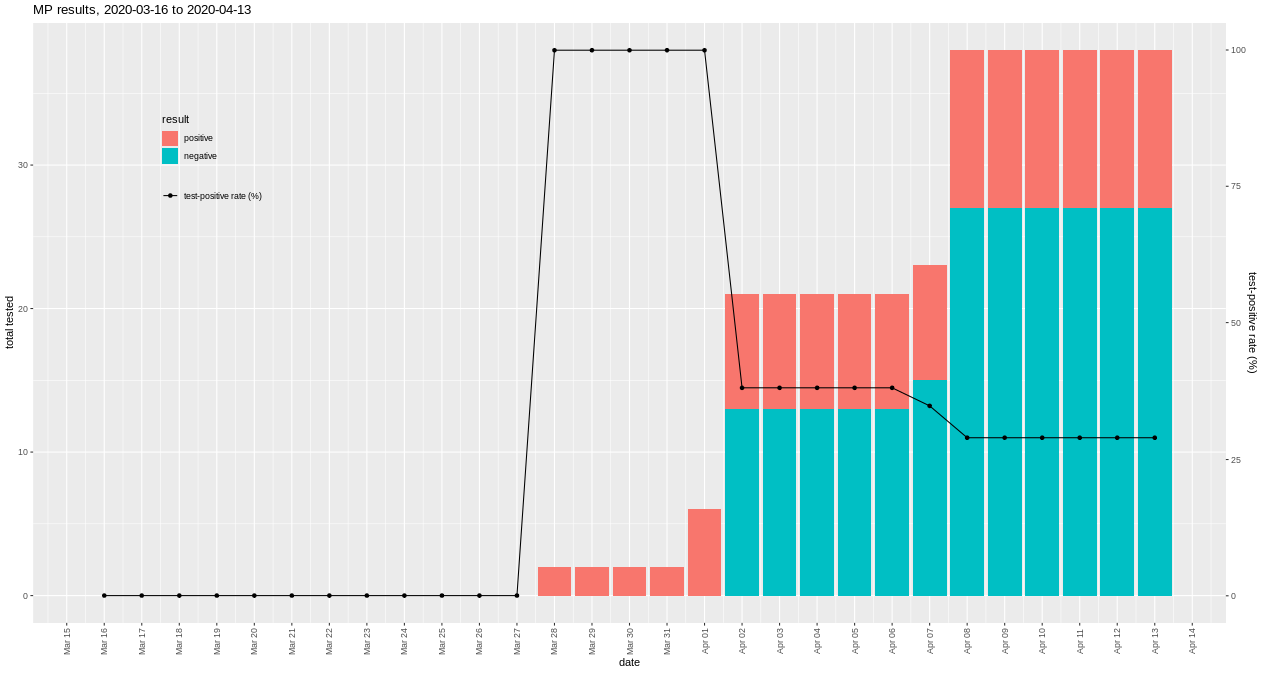 MP results, 2020-03-16 to 2020-04-13
result
positive
negative
test-positive rate (%)
total tested
30
20
10
0
100
75
50
25
0
test-positive rate (%)
Mar 15
Mar 16
Mar 17
Mar 18
Mar 19
Mar 20
Mar 21
Mar 22
Mar 23
Mar 24
Mar 25
Mar 26
Mar 27
Mar 28
Mar 29
Mar 30
Mar 31
Apr 01
Apr 02
Apr 03
Apr 04
Apr 05
Apr 06
Apr 07
Apr 08
Apr 09
Apr 10
Apr 11
Apr 12
Apr 13
Apr 14
date